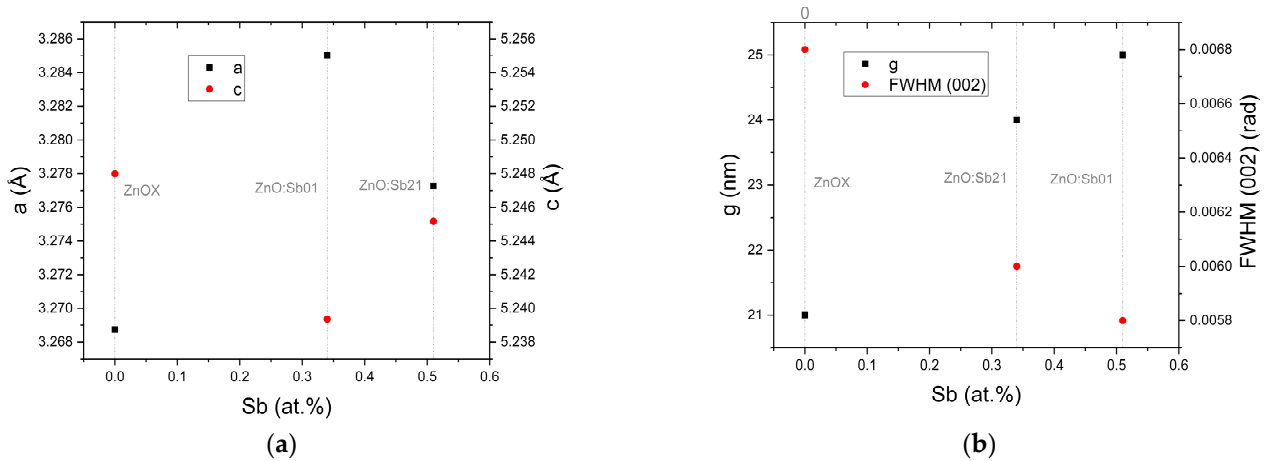 3.286
3.284
3.282
3.280
3.278
3.276
3.274
3.272
3.270
3.268
a (Å)
a
c
ZnOX
ZnO:Sb01
ZnO:Sb21
5.256
5.254
5.252
5.250
5.248
5.246
5.244
5.242
5.240
5.238
c (Å)
0.0 0.1 0.2 0.3 0.4 0.5 0.6
Sb (at.%)
(a)
0
25
24
23
22
21
g (nm)
g
FWHM (002)
ZnOX
ZnO:Sb21
ZnO:Sb01
0.0068
0.0066
0.0064
0.0062
0.0060
0.0058
FWHM (002) (rad)
0.0 0.1 0.2 0.3 0.4 0.5 0.6
Sb (at.%)
(b)